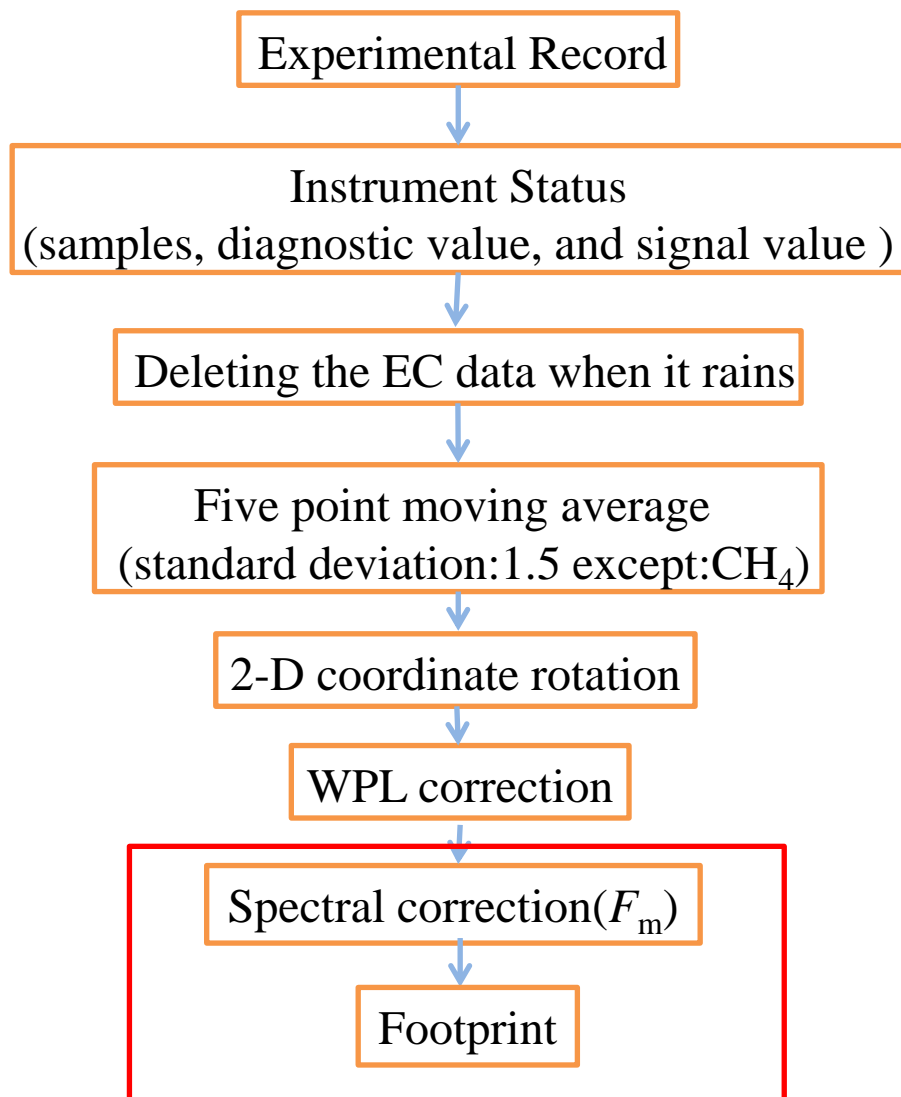 Experimental Record
Instrument Status
(samples, diagnostic value, and signal value )
Deleting the EC data when it rains
Five point moving average
(standard deviation:1.5 except:CH₄)
2-D coordinate rotation
WPL correction
Spectral correction(Fₘ)
Footprint